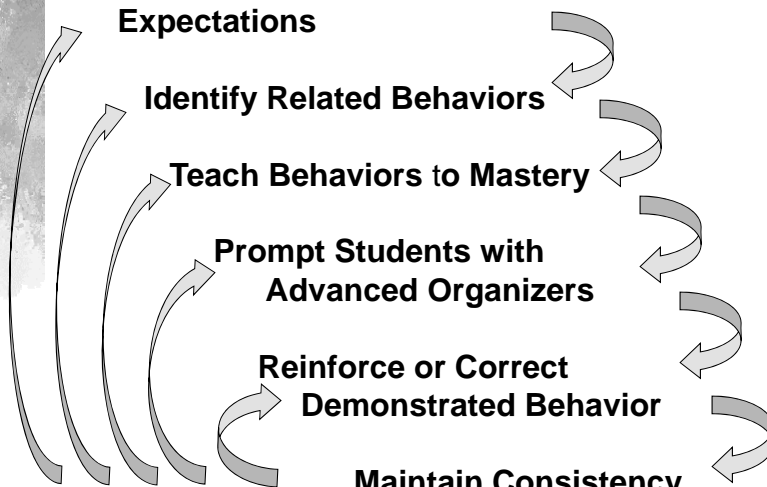 Expectations
Identify Related Behaviors
Teach Behaviors to Mastery
Prompt Students with
Advanced Organizers
Reinforce or Correct
Demonstrated Behavior
Maintain Consistency